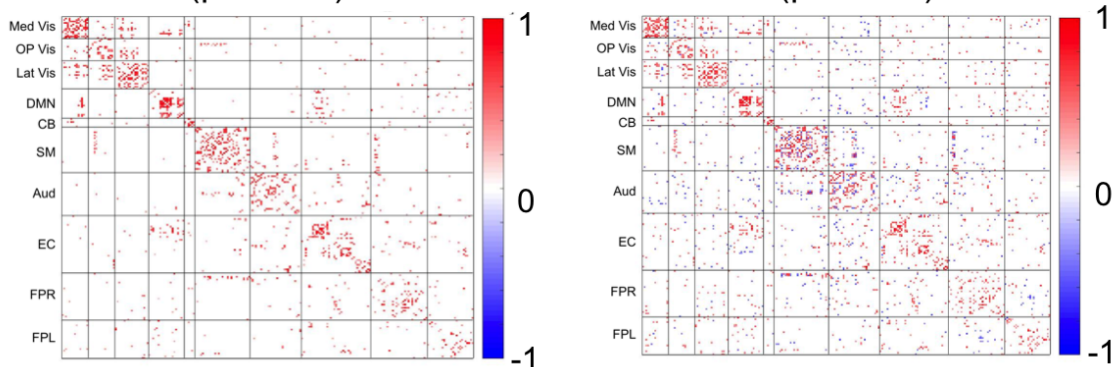 Med Vis
OP Vis
Lat Vis
DMN
CB
SM
Aud
EC
FPR
FPL
1
0
-1
Med Vis
OP Vis
Lat Vis
DMN
CB
SM
Aud
EC
FPR
FPL
1
0
-1